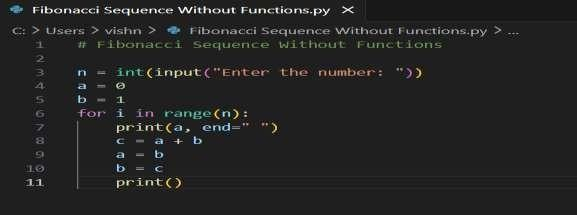 Fibonacci Sequence Without Functions.py ✕
C: > Users > vishn > Fibonacci Sequence Without Functions.py > ...
1 # Fibonacci Sequence Without Functions
2
3 n = int(input("Enter the number: "))
4 a = 0
5 b = 1
6 for i in range(n):
7     print(a, end=" ")
8     c = a + b
9     a = b
10     b = c
11     print()